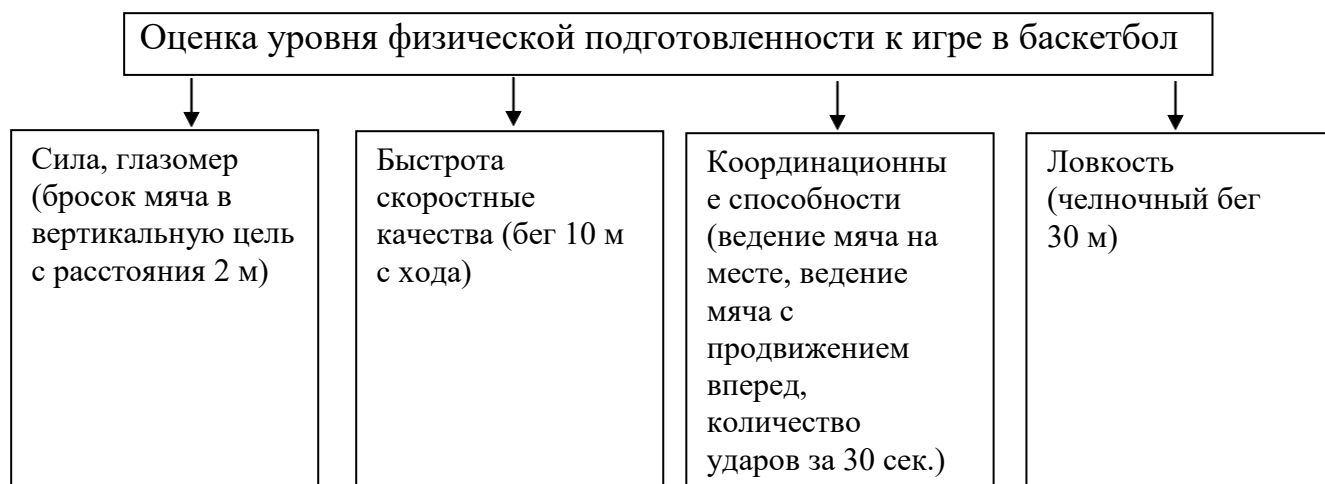 Оценка уровня физической подготовленности к игре в баскетбол
Сила, глазомер
(бросок мяча в
вертикальную цель
с расстояния 2 м)
Быстрота
скоростные
качества (бег 10 м
с хода)
Координационны
е способности
(ведение мяча на
месте, ведение
мяча с
продвижением
вперед,
количество
ударов за 30 сек.)
Ловкость
(челночный бег
30 м)